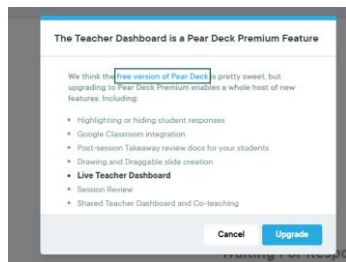 The Teacher Dashboard is a Pear Deck Premium Feature
We think the free version of Pear Deck is pretty sweet, but
upgrading to Pear Deck Premium enables a whole host of new
features. Including:
Highlighting or hiding student responses
Google Classroom integration
Post-session Takeaway review docs for your students
Drawing and Draggable slide creation
Live Teacher Dashboard
Session Review
Shared Teacher Dashboard and Co-teaching
Cancel Upgrade
Waiting For